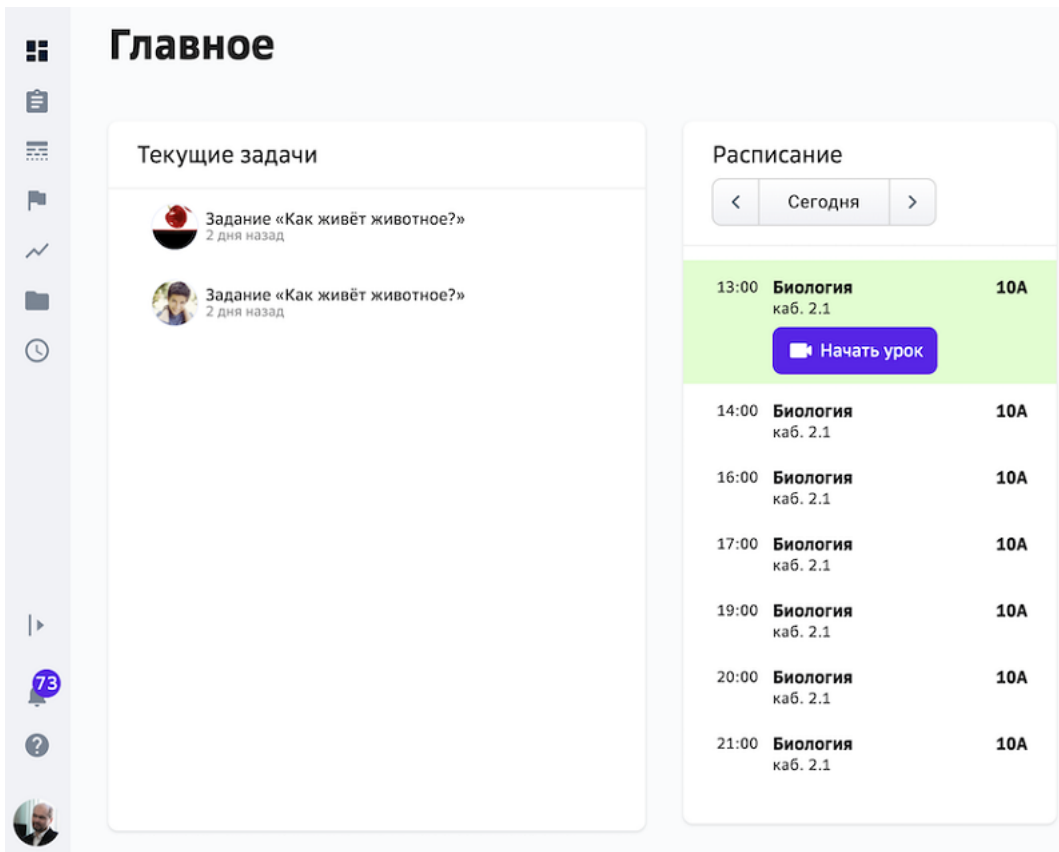 Главное
Текущие задачи
Задание «Как живёт животное?»
2 дня назад
Задание «Как живёт животное?»
2 дня назад
Расписание
Сегодня
13:00 Биология 10А
каб. 2.1
Начать урок
14:00 Биология 10А
каб. 2.1
16:00 Биология 10А
каб. 2.1
17:00 Биология 10А
каб. 2.1
19:00 Биология 10А
каб. 2.1
20:00 Биология 10А
каб. 2.1
21:00 Биология 10А
каб. 2.1
73